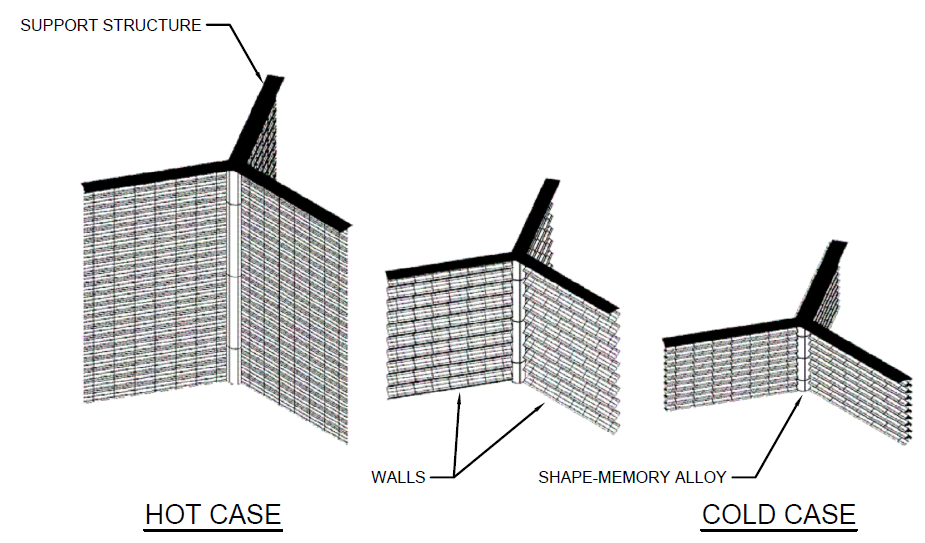 SUPPORT STRUCTURE
WALLS
SHAPE-MEMORY ALLOY
HOT CASE
COLD CASE